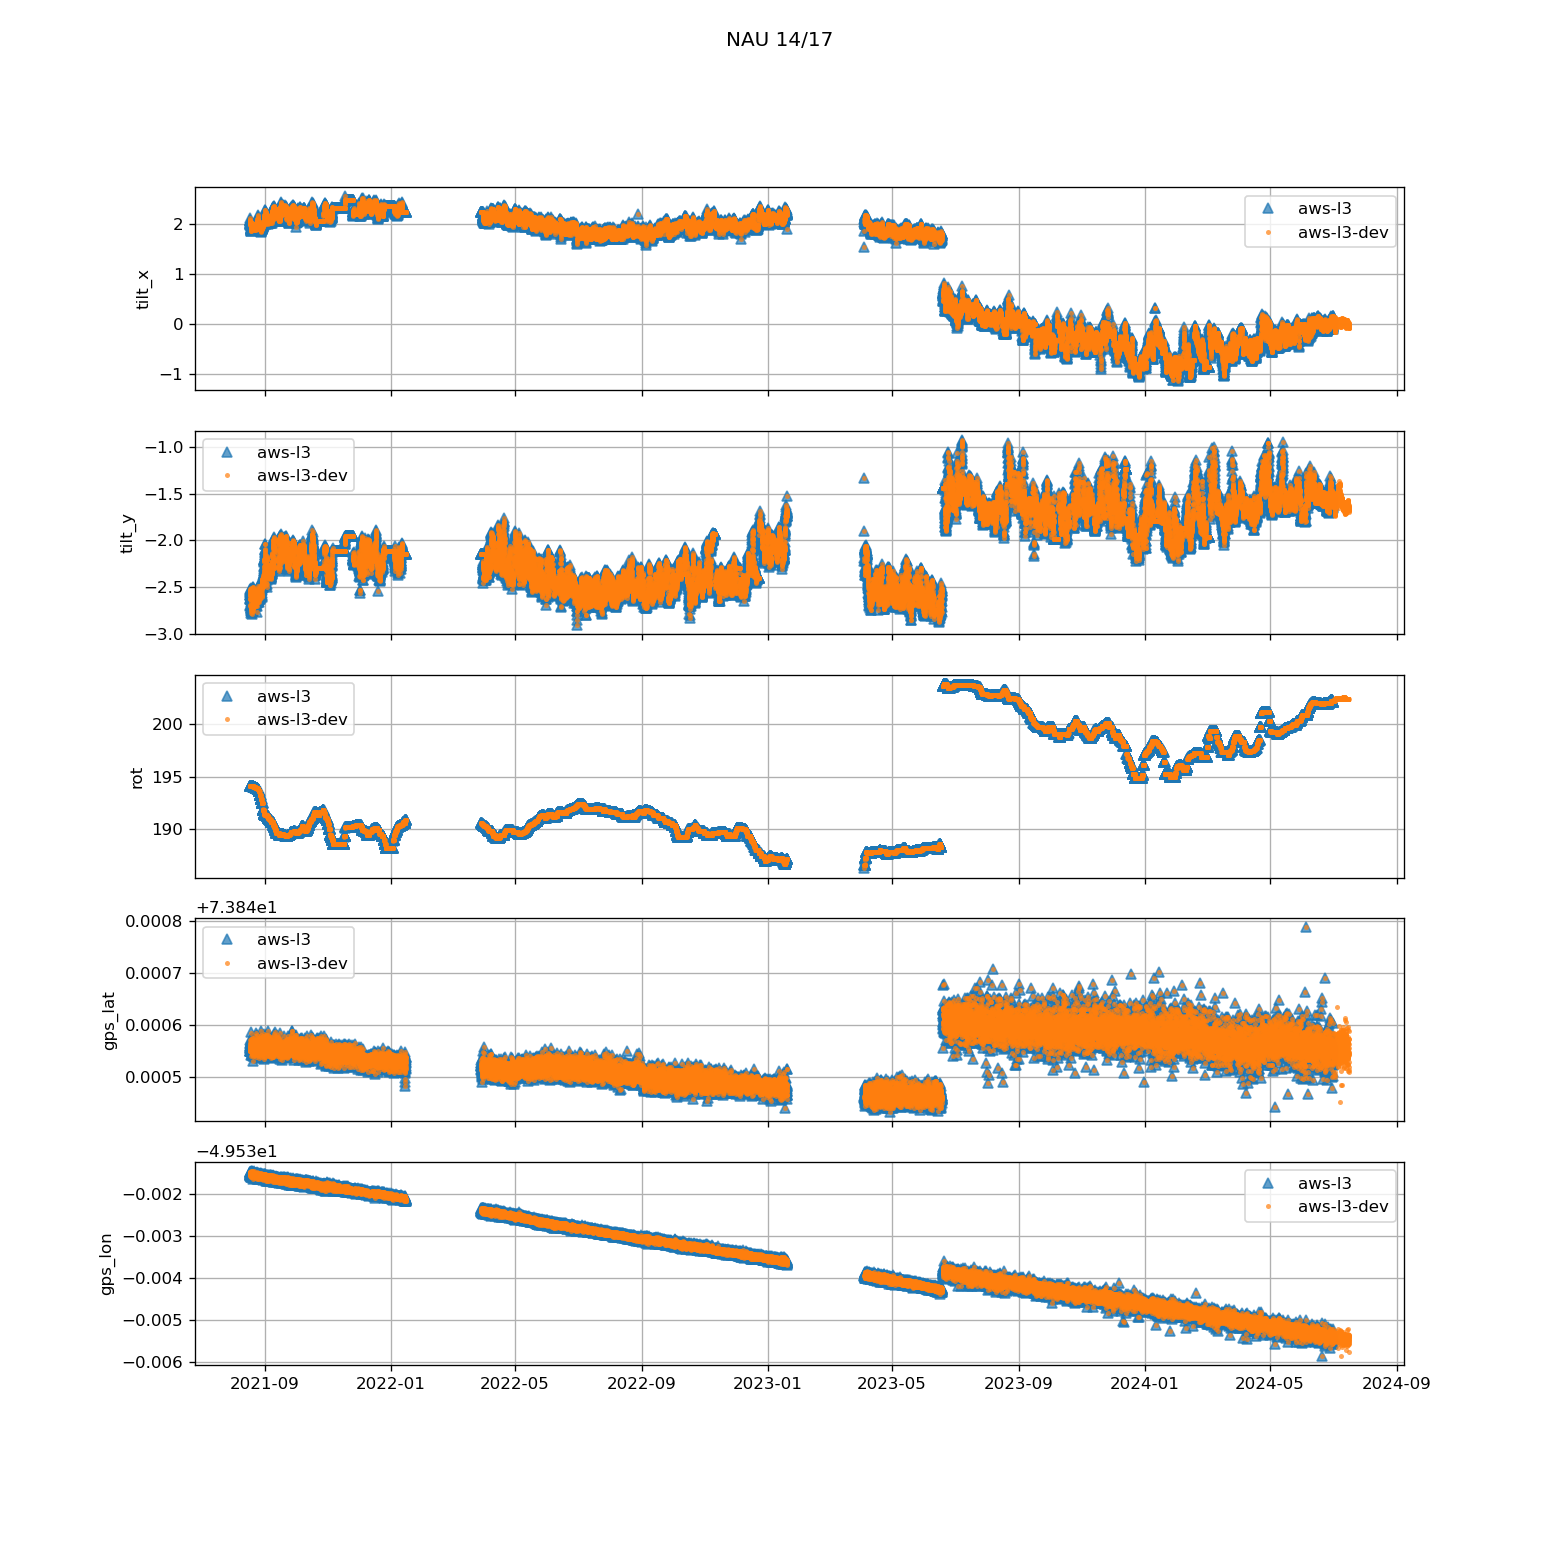 NAU 14/17
tilt_x
2
1
0
−1
aws-l3
aws-l3-dev
tilt_y
−1.0
−1.5
−2.0
−2.5
−3.0
aws-l3
aws-l3-dev
rot
200
195
190
aws-l3
aws-l3-dev
+7.384e1
gps_lat
0.0008
0.0007
0.0006
0.0005
aws-l3
aws-l3-dev
−4.953e1
gps_lon
−0.002
−0.003
−0.004
−0.005
−0.006
aws-l3
aws-l3-dev
2021-09 2022-01 2022-05 2022-09 2023-01 2023-05 2023-09 2024-01 2024-05 2024-09